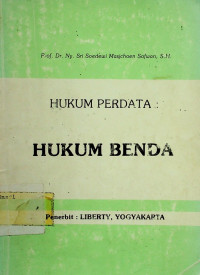 Prof. Dr. Ny. Sri Soedewi Masjchoen Sofwan, S.H.
HUKUM PERDATA :
HUKUM BENDA
Penerbit : LIBERTY, YOGYAKARTA